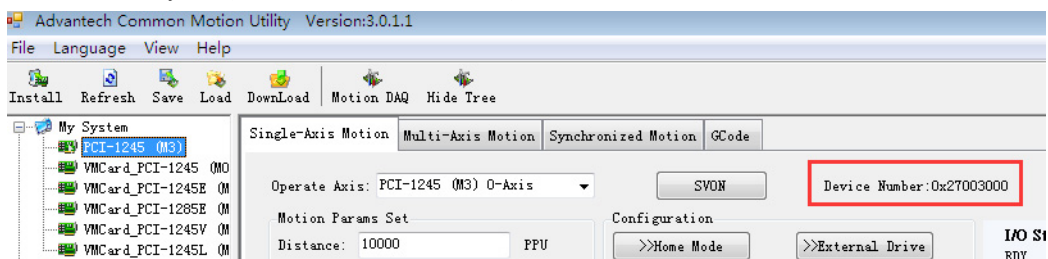 Advantech Common Motion Utility Version:3.0.1.1
File Language View Help
Install Refresh Save Load DownLoad Motion DAQ Hide Tree
My System
PCI-1245 (M3)
VMCard_PCI-1245 (M0
VMCard_PCI-1245E (M
VMCard_PCI-1285E (M
VMCard_PCI-1245V (M
VMCard_PCI-1245L (M
Single-Axis Motion Multi-Axis Motion Synchronized Motion GCode
Operate Axis: PCI-1245 (M3) 0-Axis SVON Device Number:0x27003000
Motion Params Set Configuration
Distance: 10000 PPU >>Home Mode >>External Drive I/O St
RDY